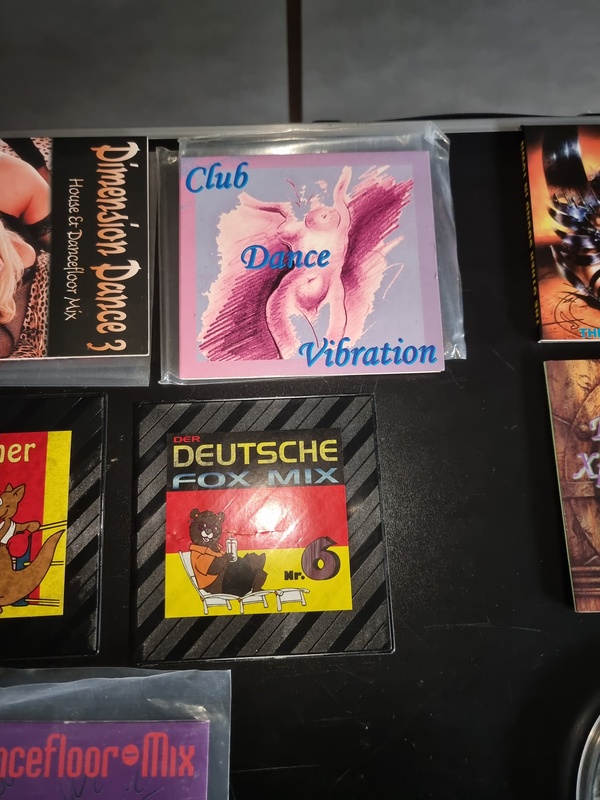 Dimension Dance 3
House & Dancefloor Mix
Club
Dance
Vibration
DER
DEUTSCHE
FOX MIX
Nr.6
ncefloor-Mix